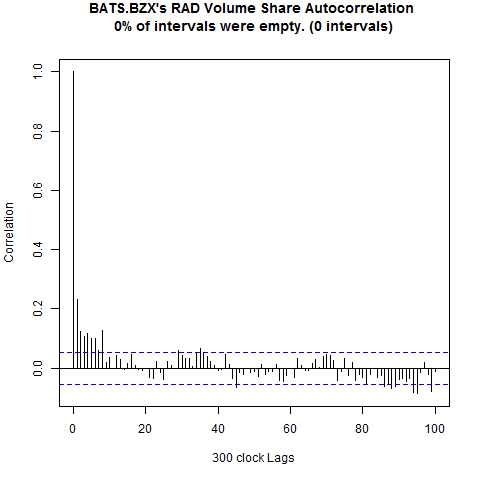 BATS.BZX's RAD Volume Share Autocorrelation
0% of intervals were empty. (0 intervals)
1.0
0.8
0.6
0.4
0.2
0.0
Correlation
0 20 40 60 80 100
300 clock Lags